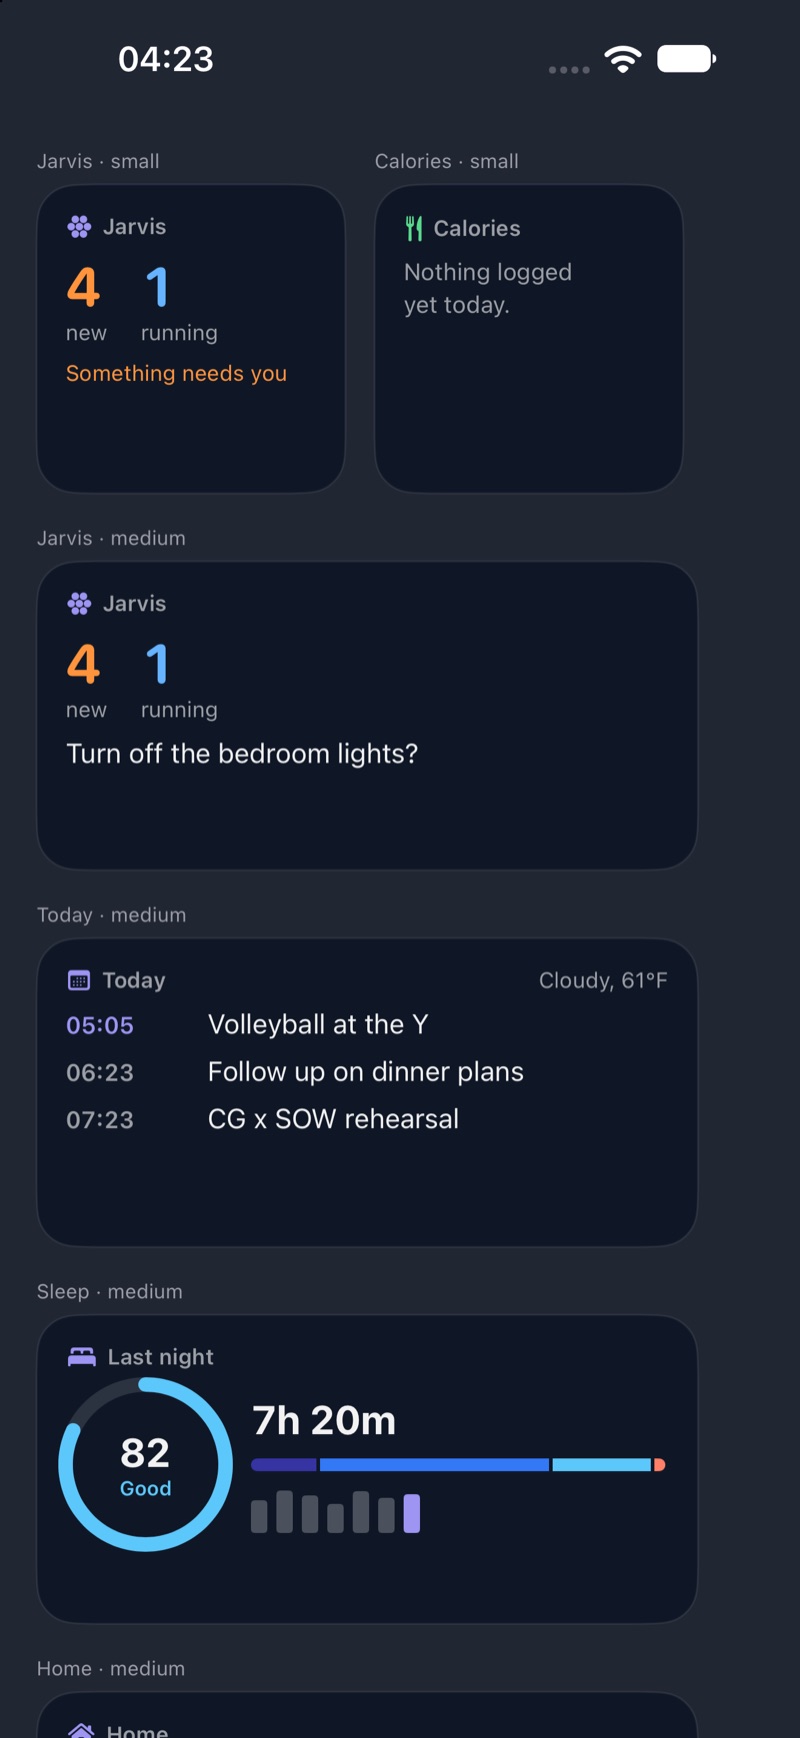 04:23
Jarvis · small
Calories · small
Jarvis
Calories
4 1
new running
Nothing logged
yet today.
Something needs you
Jarvis · medium
Jarvis
4 1
new running
Turn off the bedroom lights?
Today · medium
Today Cloudy, 61°F
05:05 Volleyball at the Y
06:23 Follow up on dinner plans
07:23 CG x SOW rehearsal
Sleep · medium
Last night
7h 20m
82
Good
Home · medium
Home